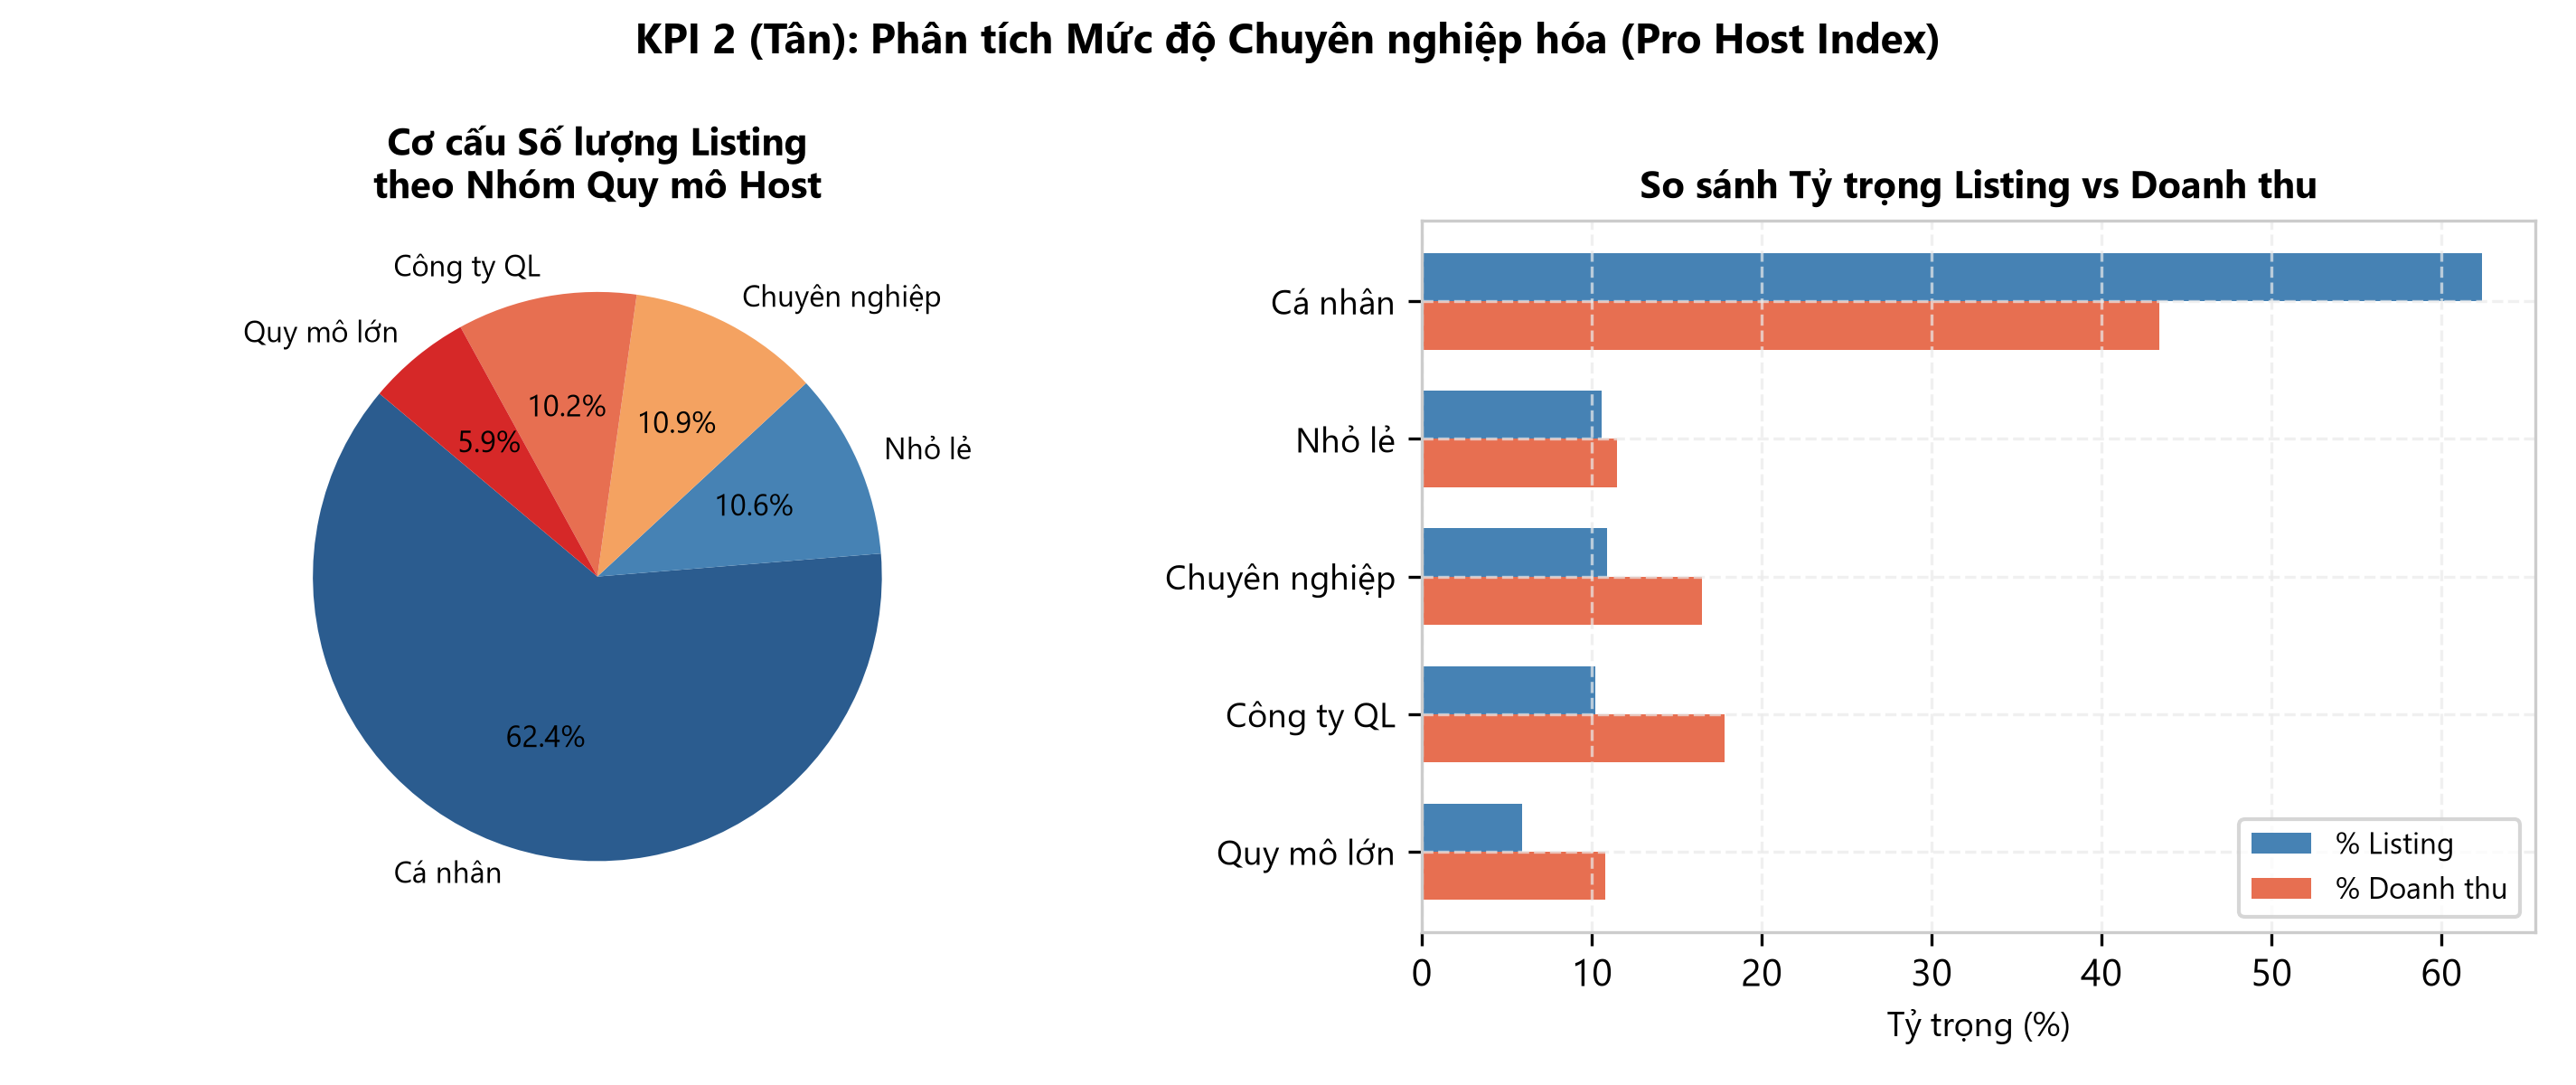 KPI 2 (Tân): Phân tích Mức độ Chuyên nghiệp hóa (Pro Host Index)
Cơ cấu Số lượng Listing
theo Nhóm Quy mô Host
Công ty QL
Chuyên nghiệp
Quy mô lớn
10.2%
10.9%
5.9%
Nhỏ lẻ
10.6%
62.4%
Cá nhân
So sánh Tỷ trọng Listing vs Doanh thu
Cá nhân
Nhỏ lẻ
Chuyên nghiệp
Công ty QL
Quy mô lớn
% Listing
% Doanh thu
0 10 20 30 40 50 60
Tỷ trọng (%)